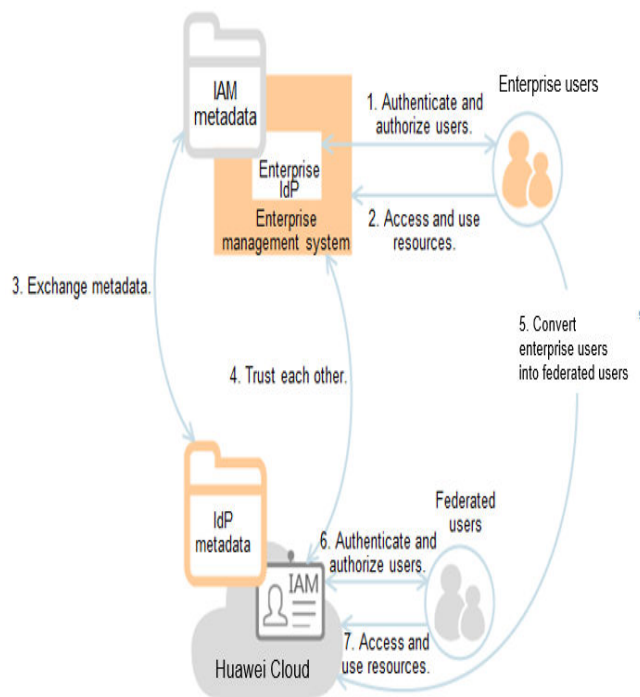 IAM
metadata
Enterprise
IdP
Enterprise
management system
1. Authenticate and
authorize users.
Enterprise users
2. Access and use
resources.
3. Exchange metadata.
4. Trust each other.
5. Convert
enterprise users
into federated users
IdP
metadata
IAM
Huawei Cloud
6. Authenticate and
authorize users.
Federated
users
7. Access and
use resources.